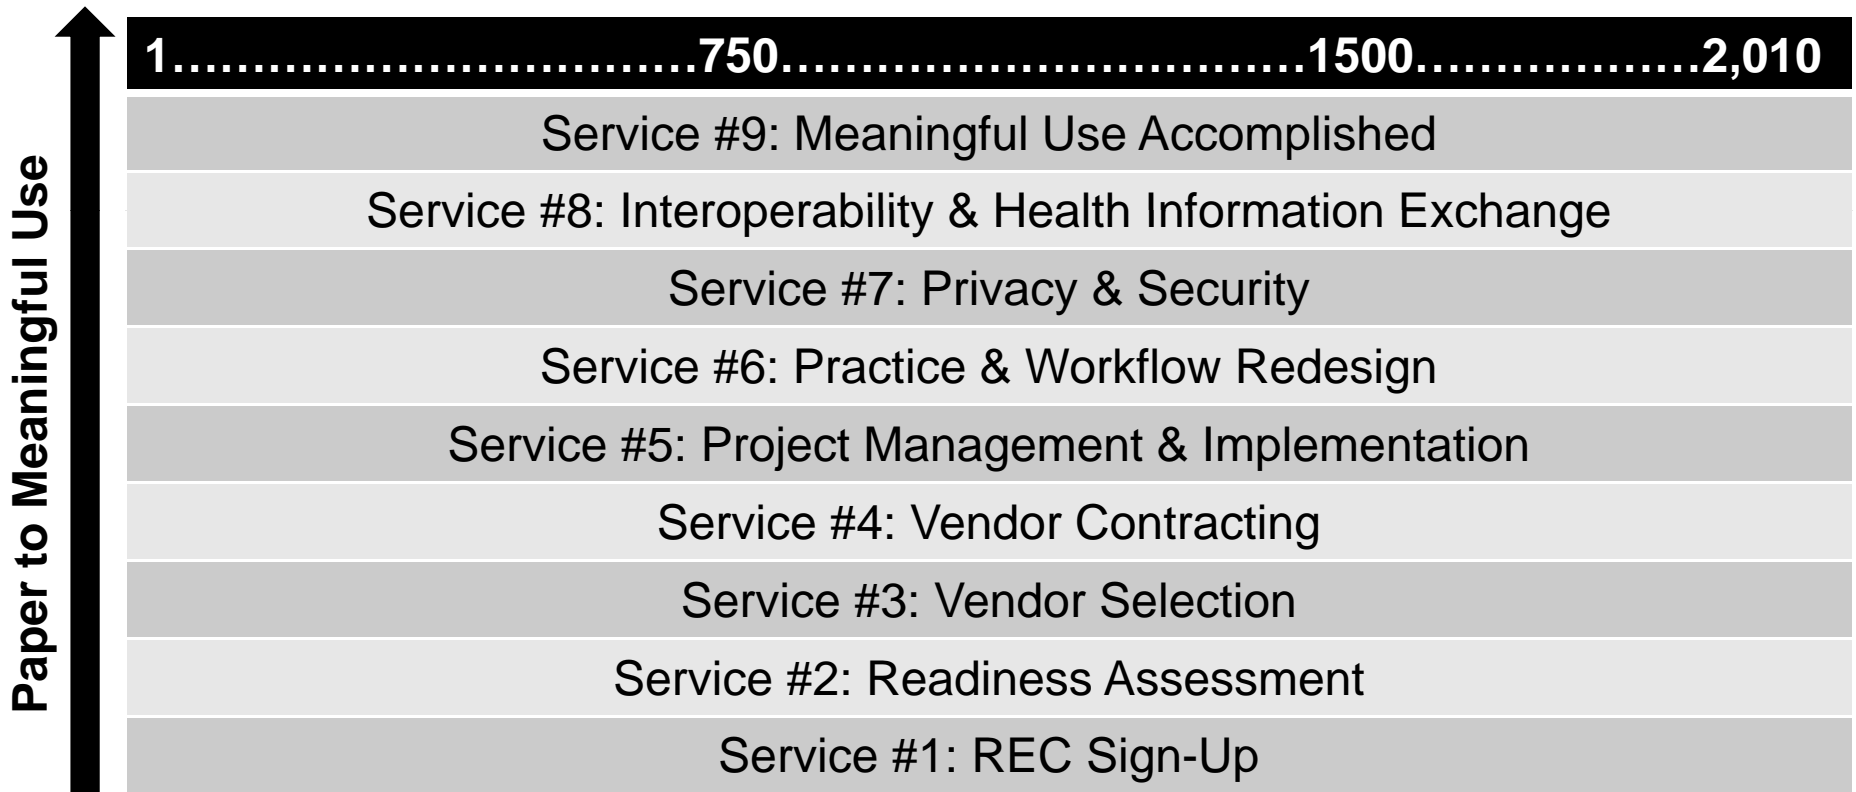 1……………………………750……………………………1500………………2,010
Service #9: Meaningful Use Accomplished
Service #8: Interoperability & Health Information Exchange
Service #7: Privacy & Security
Service #6: Practice & Workflow Redesign
Service #5: Project Management & Implementation
Service #4: Vendor Contracting
Service #3: Vendor Selection
Service #2: Readiness Assessment
Service #1: REC Sign-Up
Paper to Meaningful Use